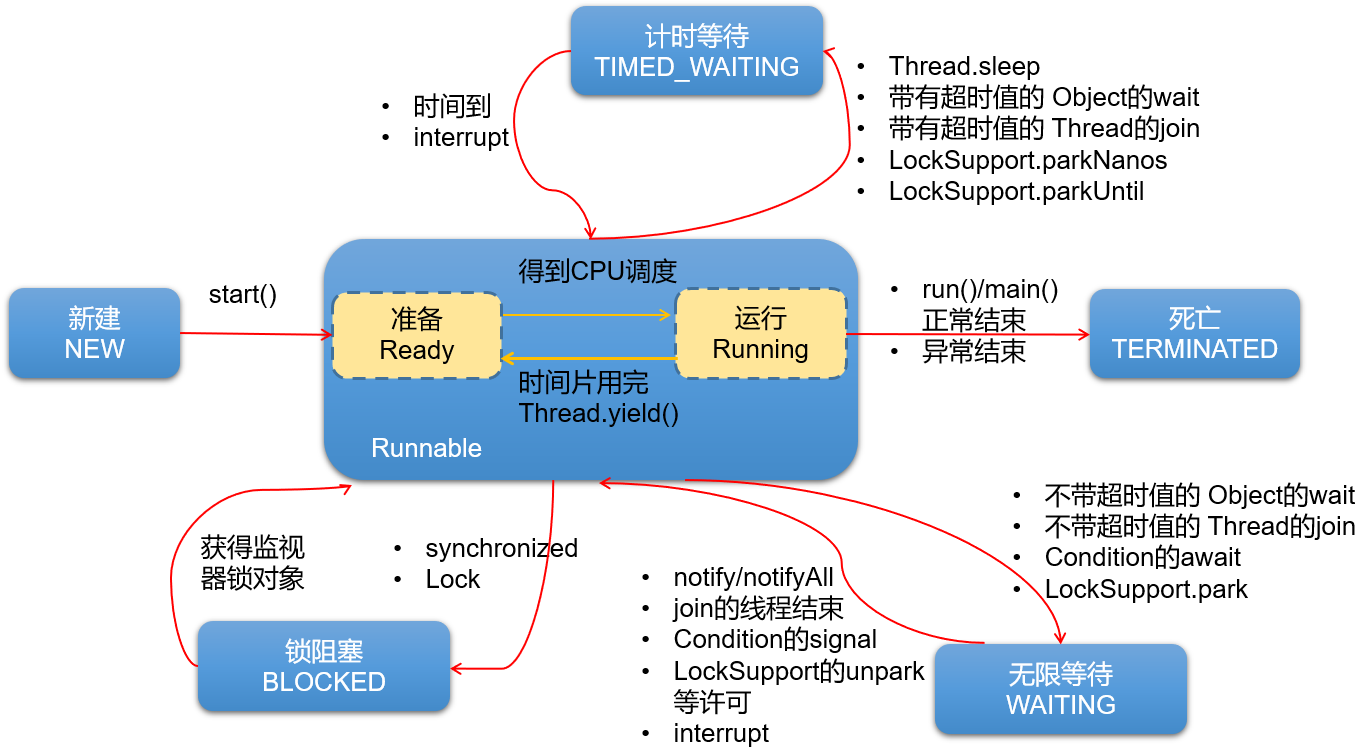 计时等待
TIMED_WAITING
• 时间到
• interrupt
• Thread.sleep
• 带有超时值的 Object的wait
• 带有超时值的 Thread的join
• LockSupport.parkNanos
• LockSupport.parkUntil
新建
NEW
start()
得到CPU调度
准备
Ready
运行
Running
时间片用完
Thread.yield()
Runnable
• run()/main()
正常结束
• 异常结束
死亡
TERMINATED
获得监视
器锁对象
• synchronized
• Lock
锁阻塞
BLOCKED
• notify/notifyAll
• join的线程结束
• Condition的signal
• LockSupport的unpark
等许可
• interrupt
• 不带超时值的 Object的wait
• 不带超时值的 Thread的join
• Condition的await
• LockSupport.park
无限等待
WAITING